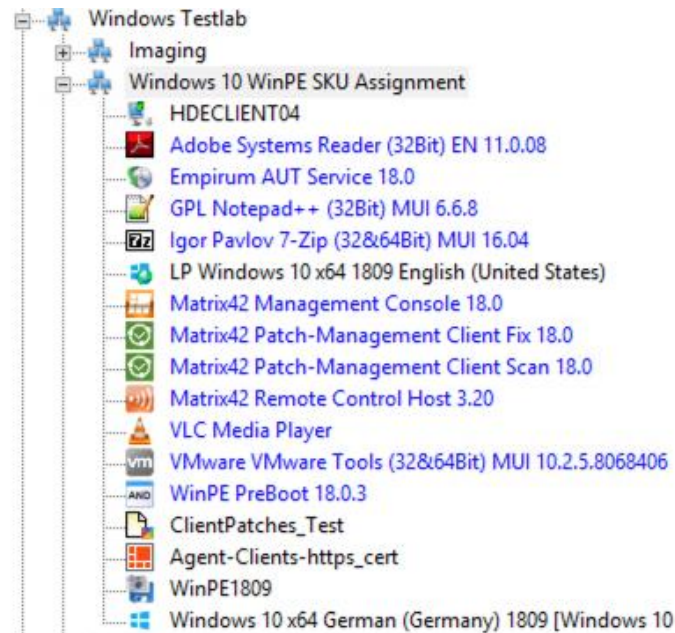 Windows Testlab
Imaging
Windows 10 WinPE SKU Assignment
HDECLIENT04
Adobe Systems Reader (32Bit) EN 11.0.08
Empirum AUT Service 18.0
GPL Notepad++ (32Bit) MUI 6.6.8
Igor Pavlov 7-Zip (32&64Bit) MUI 16.04
LP Windows 10 x64 1809 English (United States)
Matrix42 Management Console 18.0
Matrix42 Patch-Management Client Fix 18.0
Matrix42 Patch-Management Client Scan 18.0
Matrix42 Remote Control Host 3.20
VLC Media Player
VMware VMware Tools (32&64Bit) MUI 10.2.5.8068406
WinPE PreBoot 18.0.3
ClientPatches_Test
Agent-Clients-https_cert
WinPE1809
Windows 10 x64 German (Germany) 1809 [Windows 10